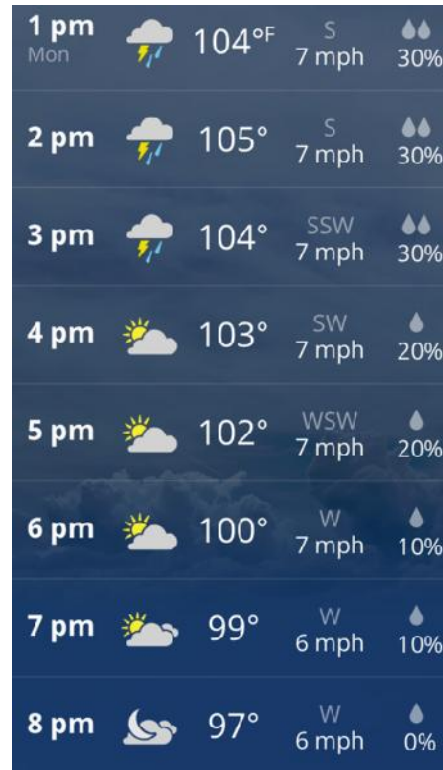 1 pm 104°F S
Mon 7 mph 30%
2 pm 105° S
7 mph 30%
3 pm 104° SSW
7 mph 30%
4 pm 103° SW
7 mph 20%
5 pm 102° WSW
7 mph 20%
6 pm 100° W
7 mph 10%
7 pm 99° W
6 mph 10%
8 pm 97° W
6 mph 0%